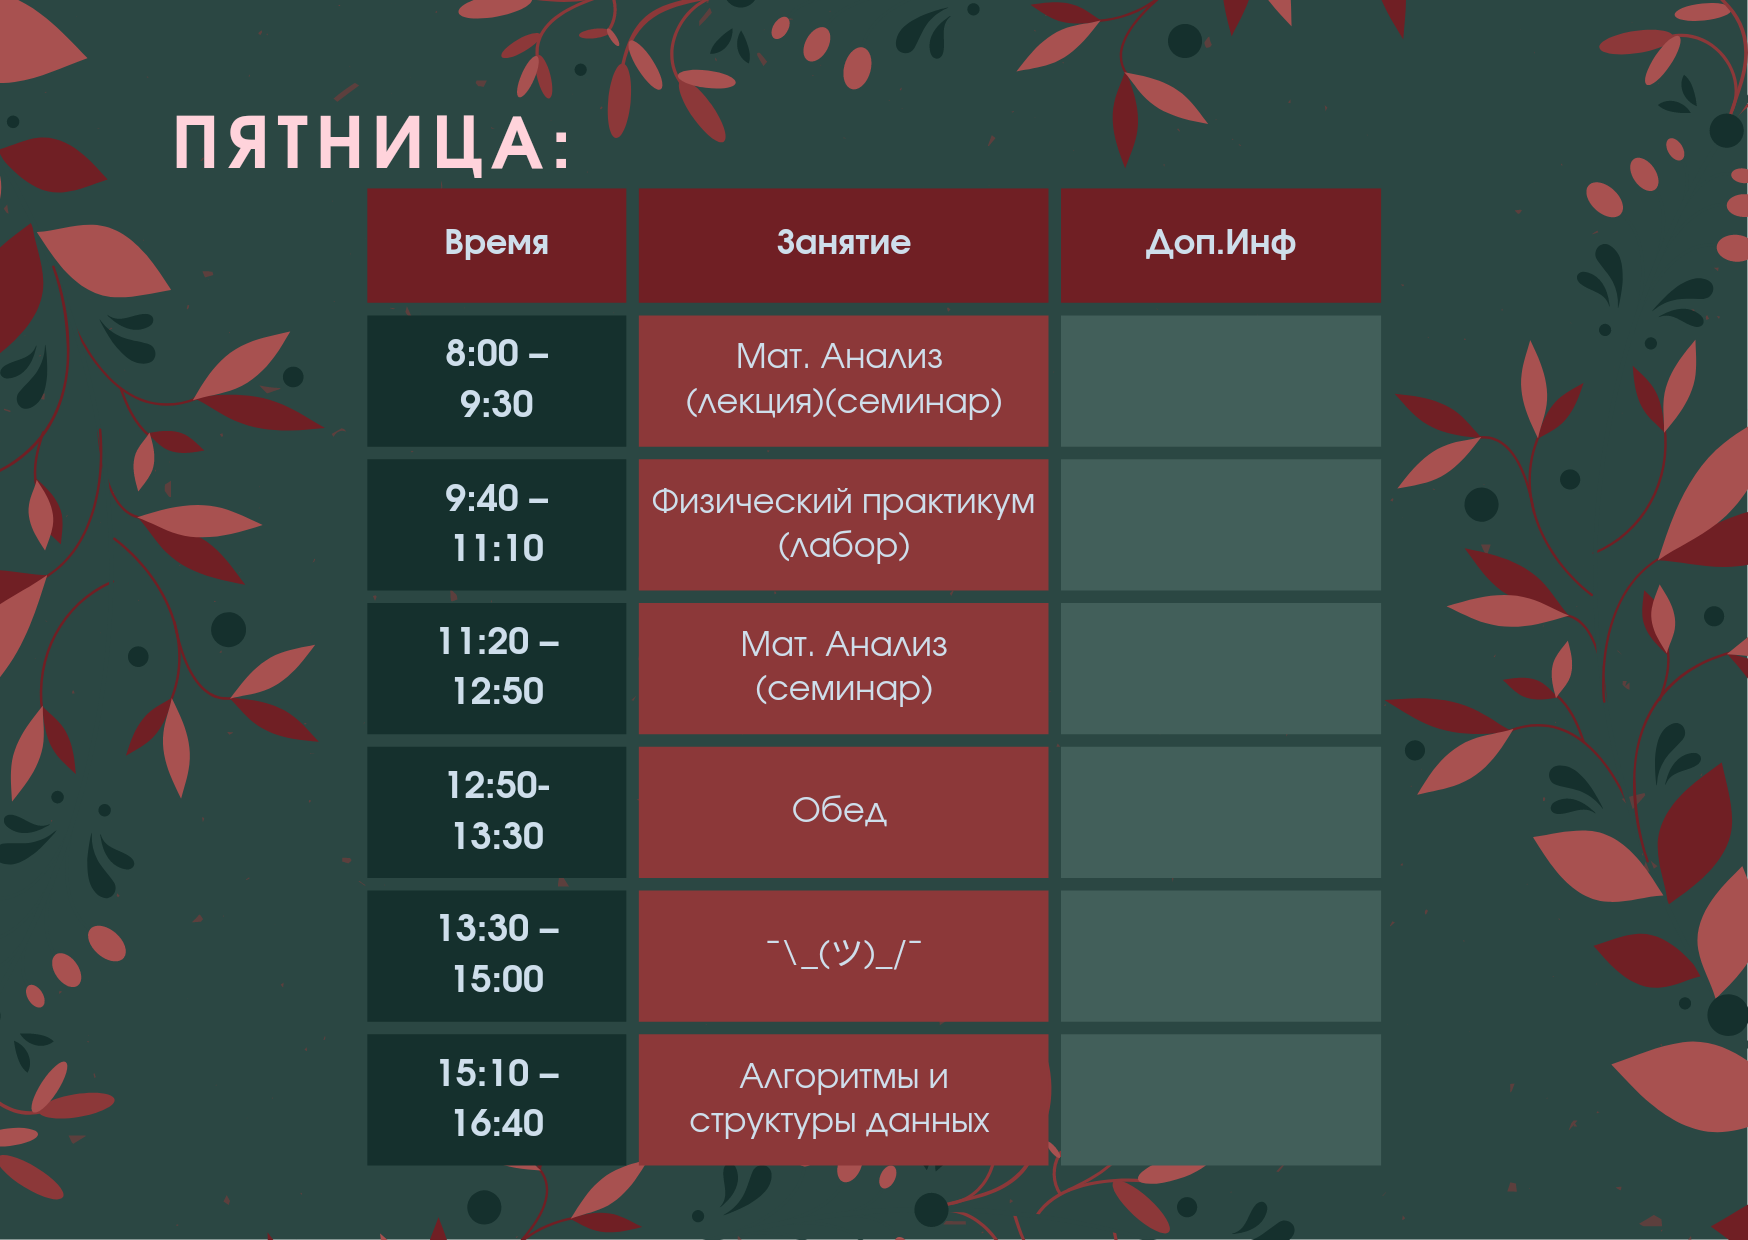 ПЯТНИЦА:
Время Занятие Доп.Инф
8:00 –
9:30
Мат. Анализ
(лекция)(семинар)
9:40 –
11:10
Физический практикум
(лабор)
11:20 –
12:50
Мат. Анализ
(семинар)
12:50-
13:30
Обед
13:30 –
15:00
¯\_(ツ)_/¯
15:10 –
16:40
Алгоритмы и
структуры данных